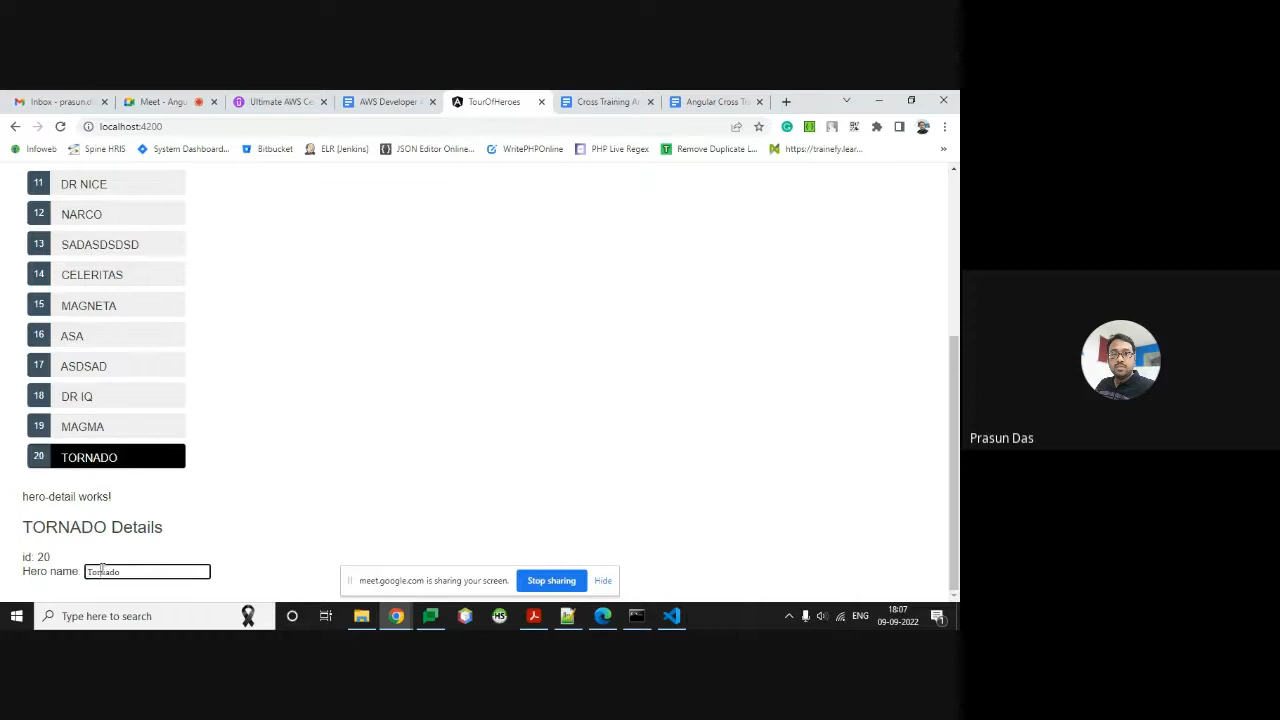 Inbox - prasun.d
Meet - Angu
Ultimate AWS Ce
AWS Developer A
TourOfHeroes
Cross Training A
Angular Cross Tr
localhost:4200
Infoweb
Spine HRIS
System Dashboard...
Bitbucket
ELR [Jenkins]
JSON Editor Online...
WritePHPOnline
PHP Live Regex
Remove Duplicate L...
https://trainefy.lear...
11 DR NICE
12 NARCO
13 SADASDSDSD
14 CELERITAS
15 MAGNETA
16 ASA
17 ASDSAD
18 DR IQ
19 MAGMA
20 TORNADO
hero-detail works!
TORNADO Details
id: 20
Hero name: Tornado
meet.google.com is sharing your screen. Stop sharing Hide
Prasun Das
Type here to search
ENG
18:07
09-09-2022